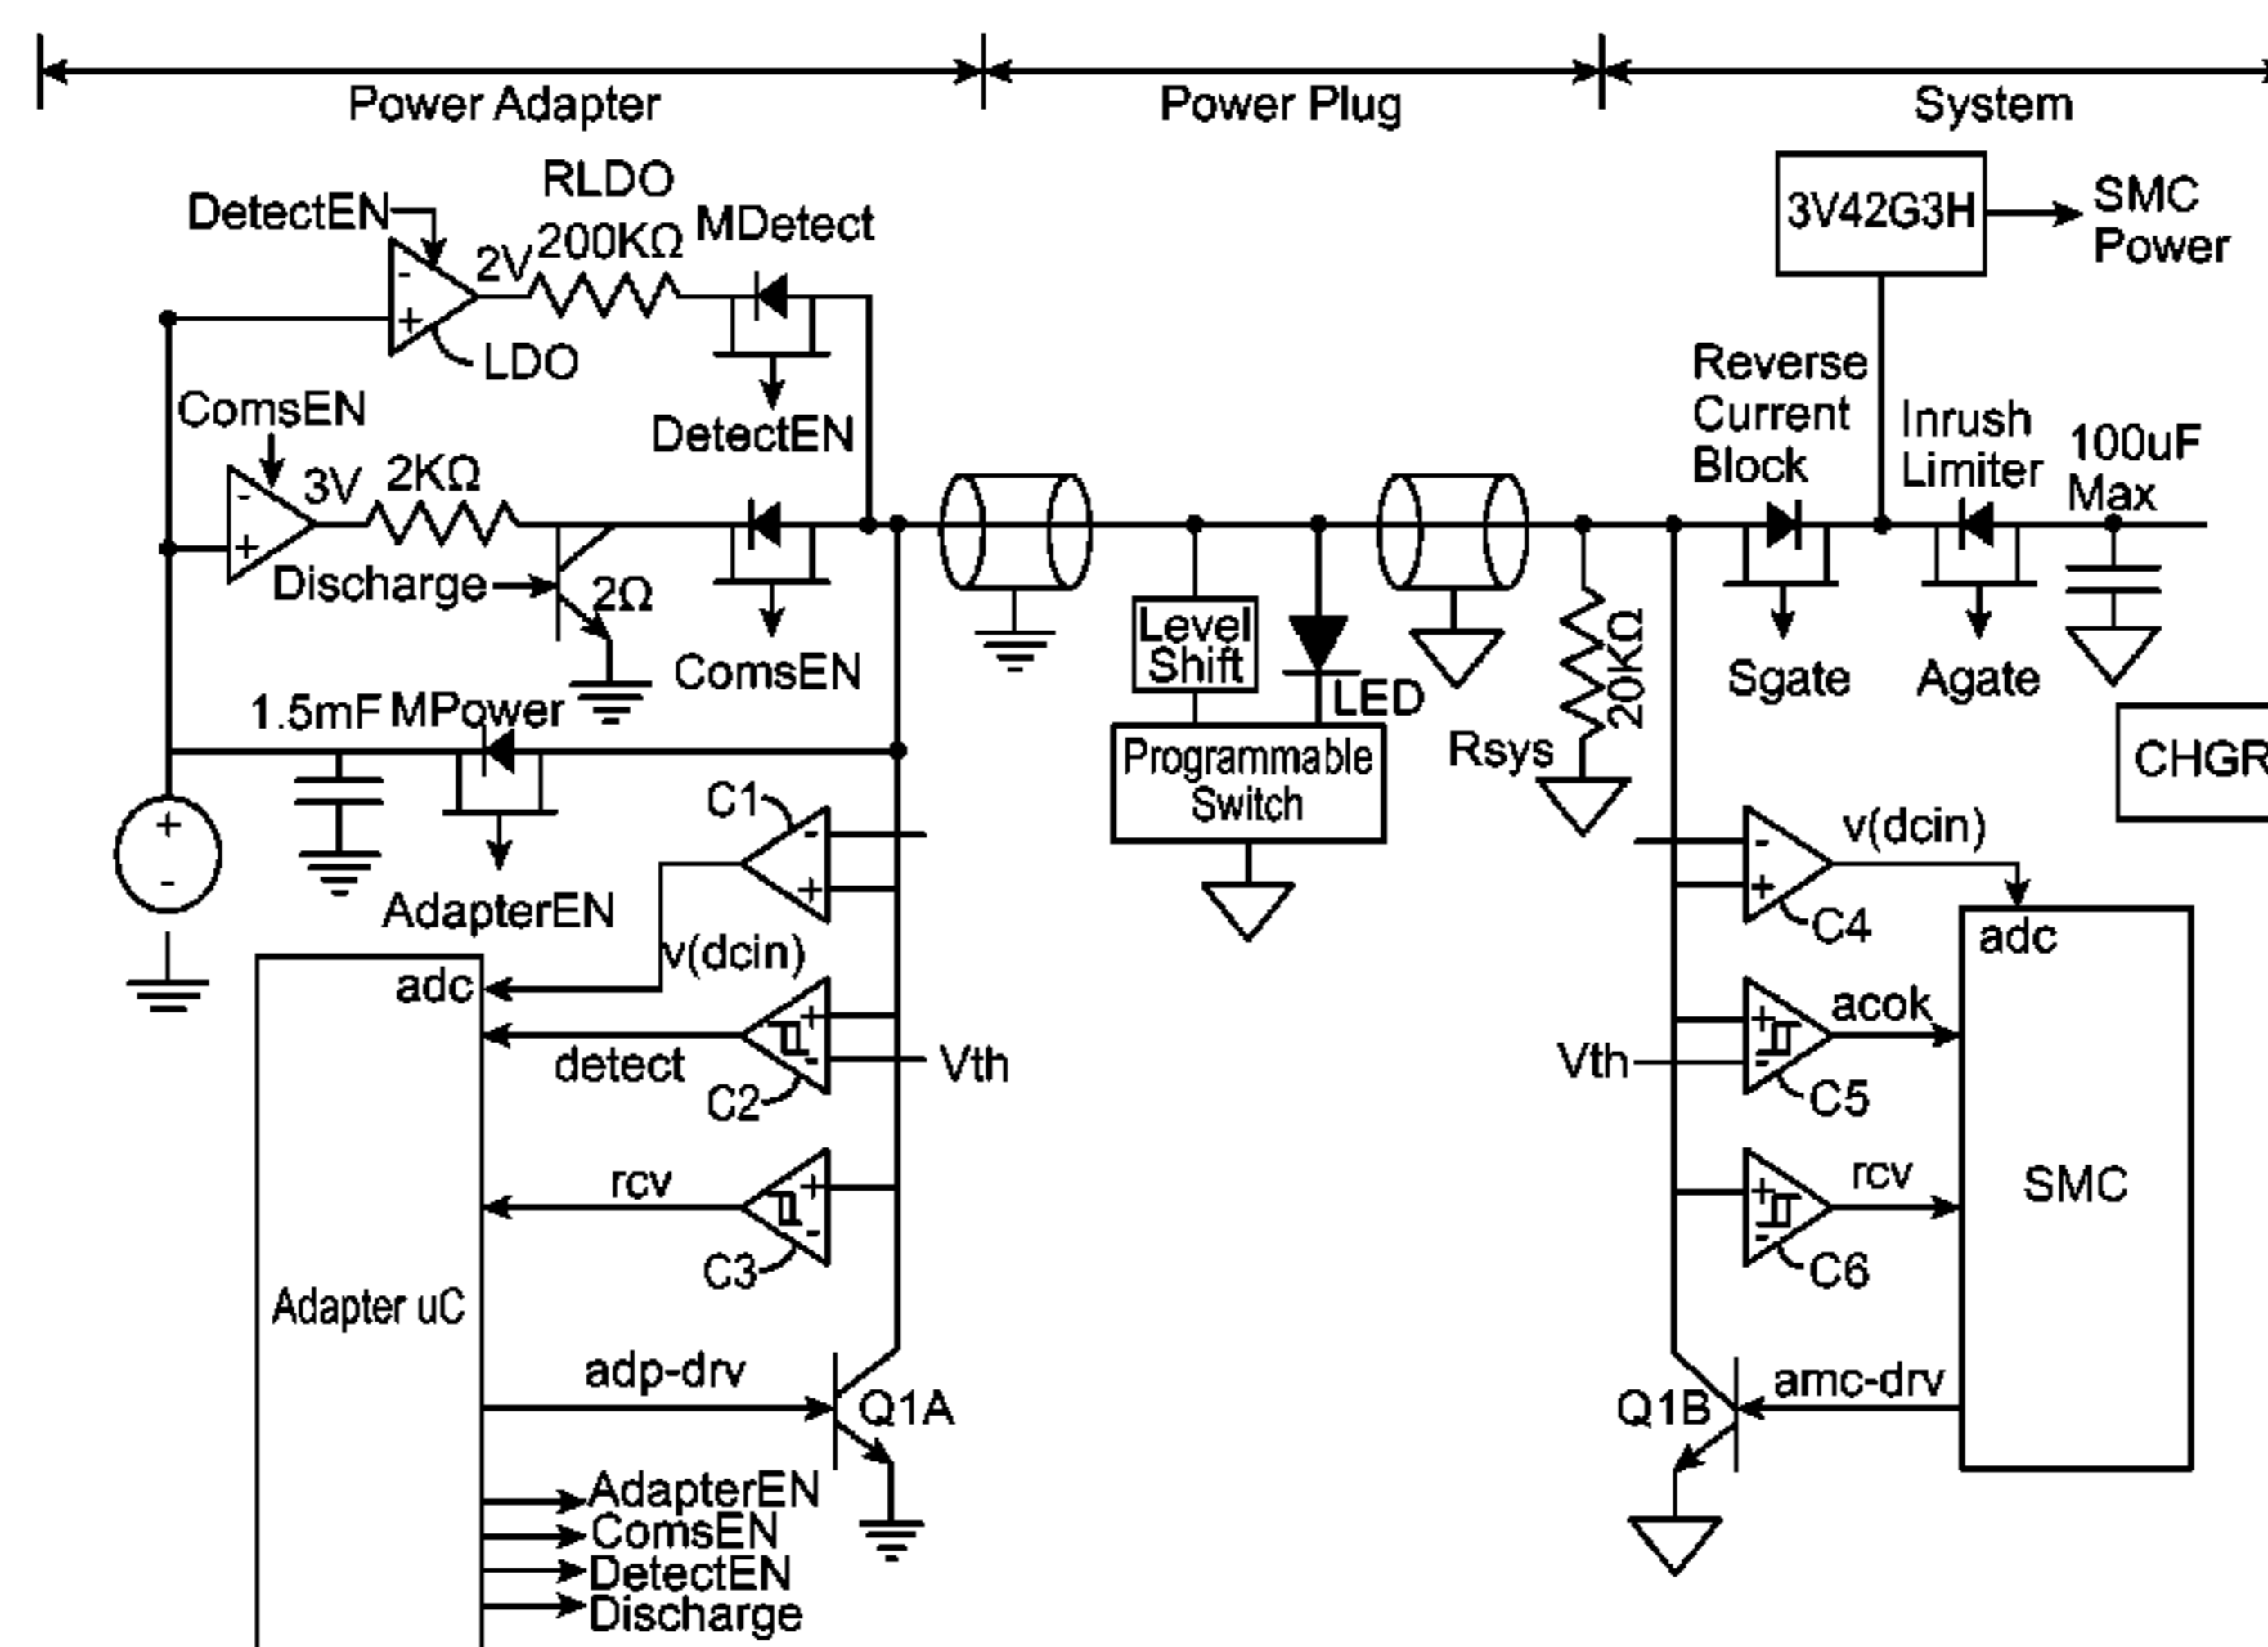 Power Adapter
Power Plug
System
DetectEN
RLDO
200KΩ
MDetect
2V
-
+
LDO
DetectEN
3V42G3H
SMC
Power
ComsEN
3V
2KΩ
-
+
Discharge
2Ω
ComsEN
Reverse
Current
Block
Inrush
Limiter
100uF
Max
Level
Shift
LED
Programmable
Switch
Rsys
20KΩ
Sgate
Agate
CHGR
1.5mF
MPower
+
-
AdapterEN
C1
-
+
v(dcin)
adc
detect
+
-
C2
Vth
rcv
+
-
C3
Adapter uC
adp-drv
Q1A
AdapterEN
ComsEN
DetectEN
Discharge
-
+
v(dcin)
C4
adc
Vth
+
-
acok
C5
+
-
rcv
C6
SMC
Q1B
amc-drv